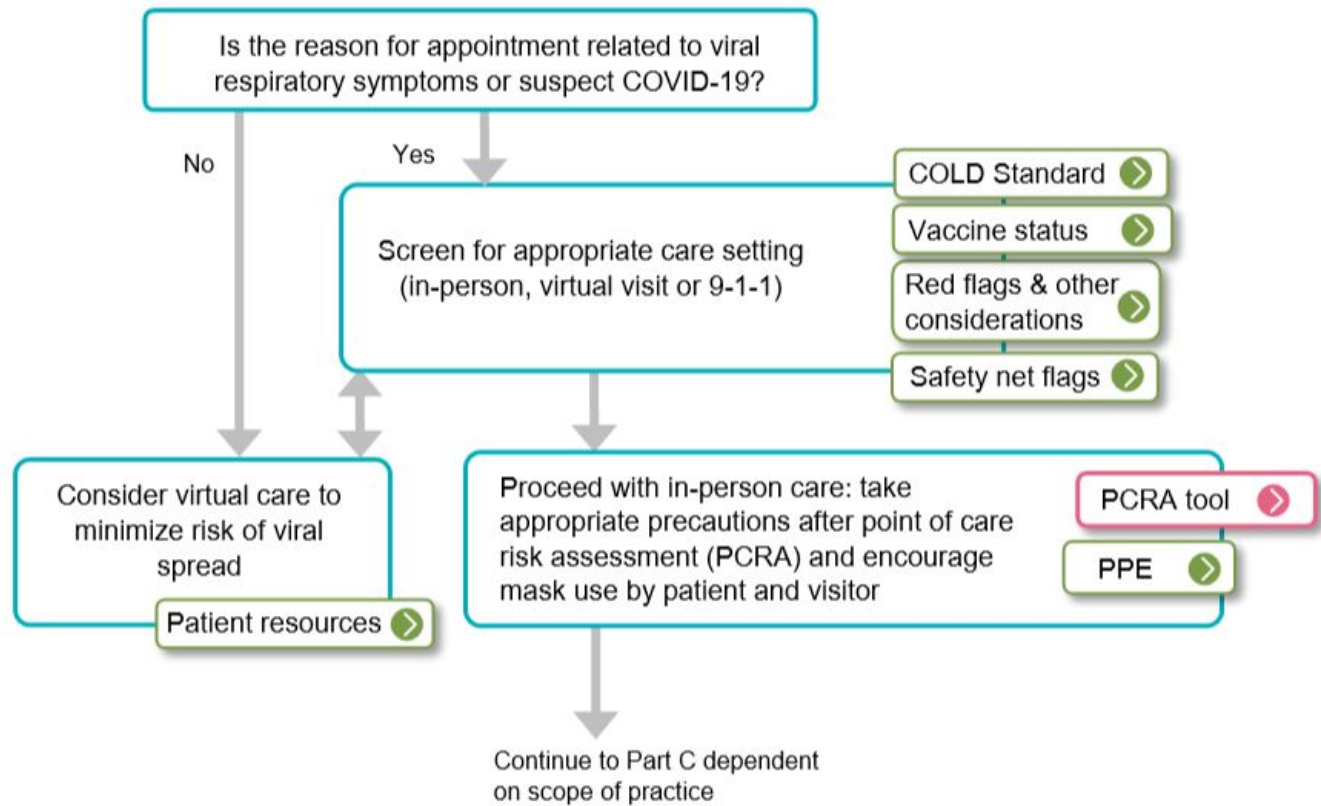 Is the reason for appointment related to viral
respiratory symptoms or suspect COVID-19?
No
Yes
Screen for appropriate care setting
(in-person, virtual visit or 9-1-1)
COLD Standard
Vaccine status
Red flags & other
considerations
Safety net flags
Consider virtual care to
minimize risk of viral
spread
Patient resources
Proceed with in-person care: take
appropriate precautions after point of care
risk assessment (PCRA) and encourage
mask use by patient and visitor
PCRA tool
PPE
Continue to Part C dependent
on scope of practice